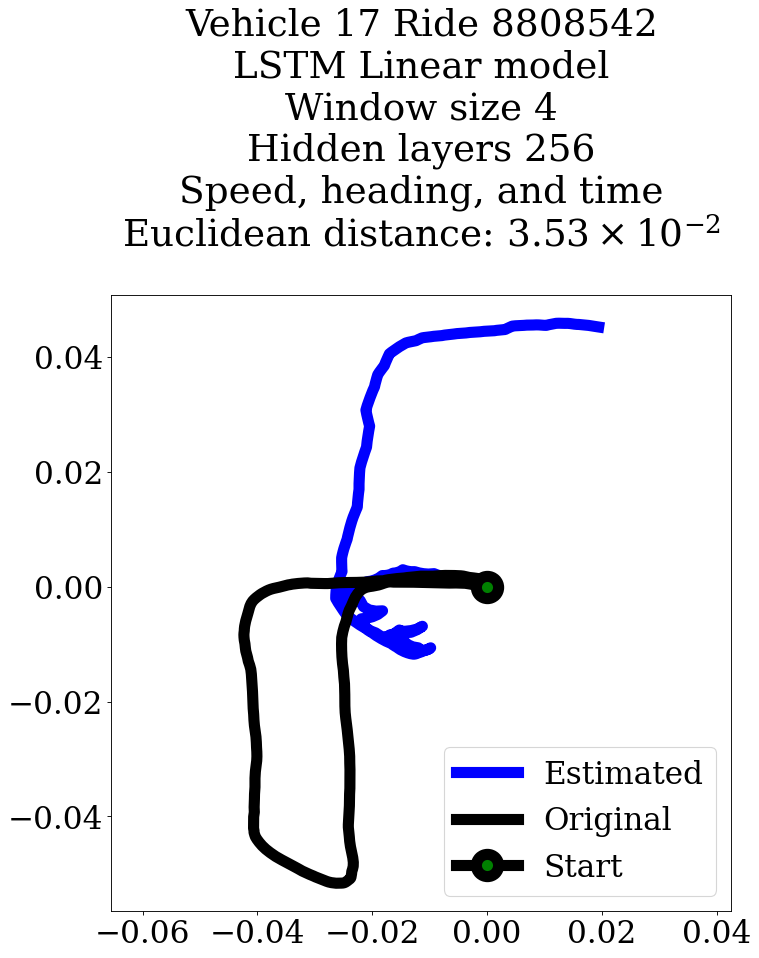 Vehicle 17 Ride 8808542
LSTM Linear model
Window size 4
Hidden layers 256
Speed, heading, and time
Euclidean distance: 3.53 × 10⁻²
0.04
0.02
0.00
−0.02
−0.04
Estimated
Original
Start
−0.06 −0.04 −0.02 0.00 0.02 0.04